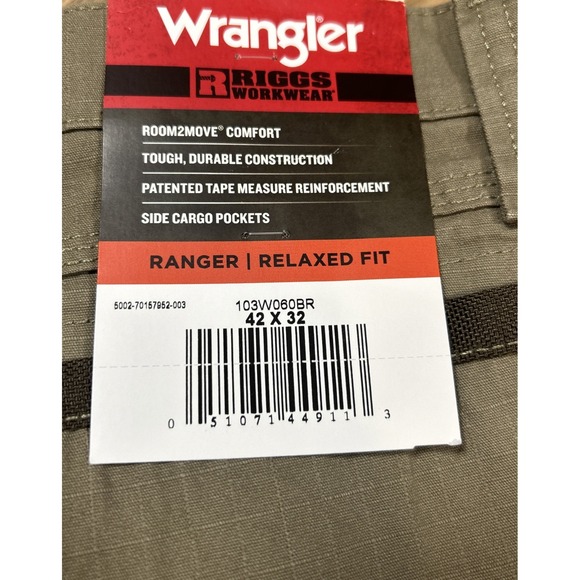 Wrangler
R RIGGS
WORKWEAR®
ROOM2MOVE® COMFORT
TOUGH, DURABLE CONSTRUCTION
PATENTED TAPE MEASURE REINFORCEMENT
SIDE CARGO POCKETS
RANGER | RELAXED FIT
5002-70157952-003
103W060BR
42 X 32
0 51071 44911 3